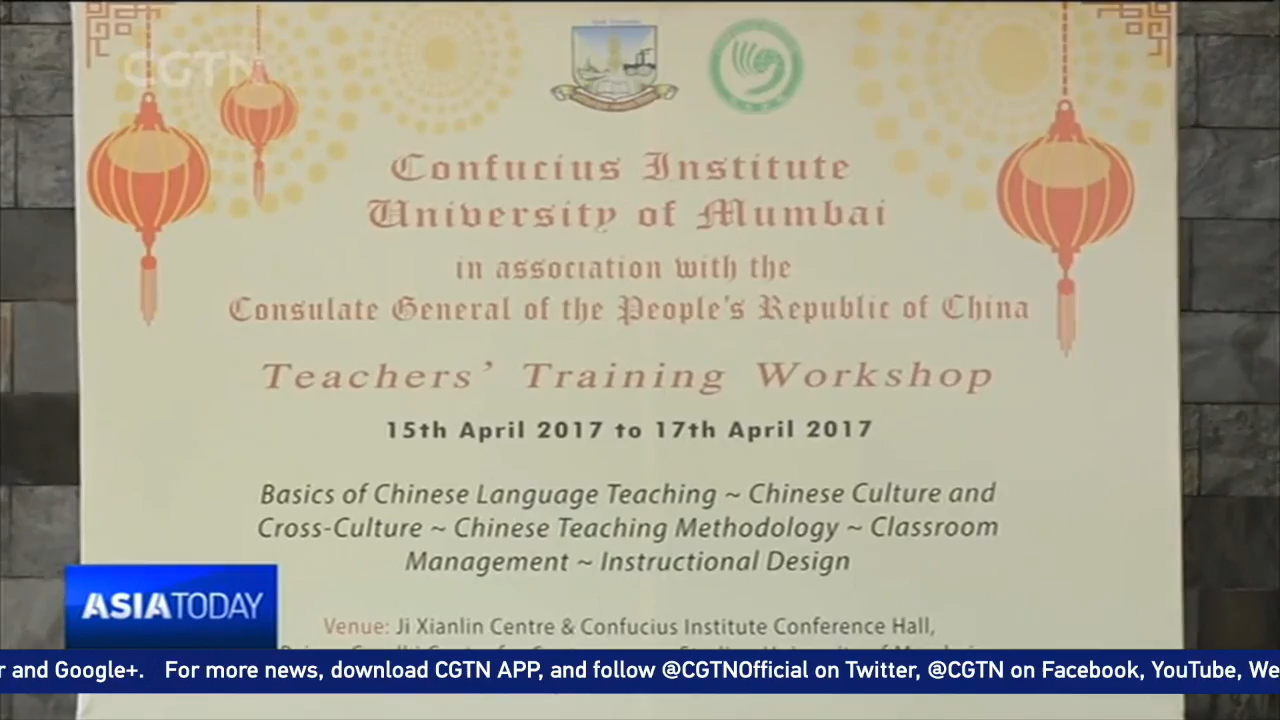 CGTN
Confucius Institute
University of Mumbai
in association with the
Consulate General of the People's Republic of China
Teachers' Training Workshop
15th April 2017 to 17th April 2017
Basics of Chinese Language Teaching ~ Chinese Culture and
Cross-Culture ~ Chinese Teaching Methodology ~ Classroom
Management ~ Instructional Design
Venue: Ji Xianlin Centre & Confucius Institute Conference Hall,
ASIA TODAY
r and Google+. For more news, download CGTN APP, and follow @CGTNOfficial on Twitter, @CGTN on Facebook, YouTube, We